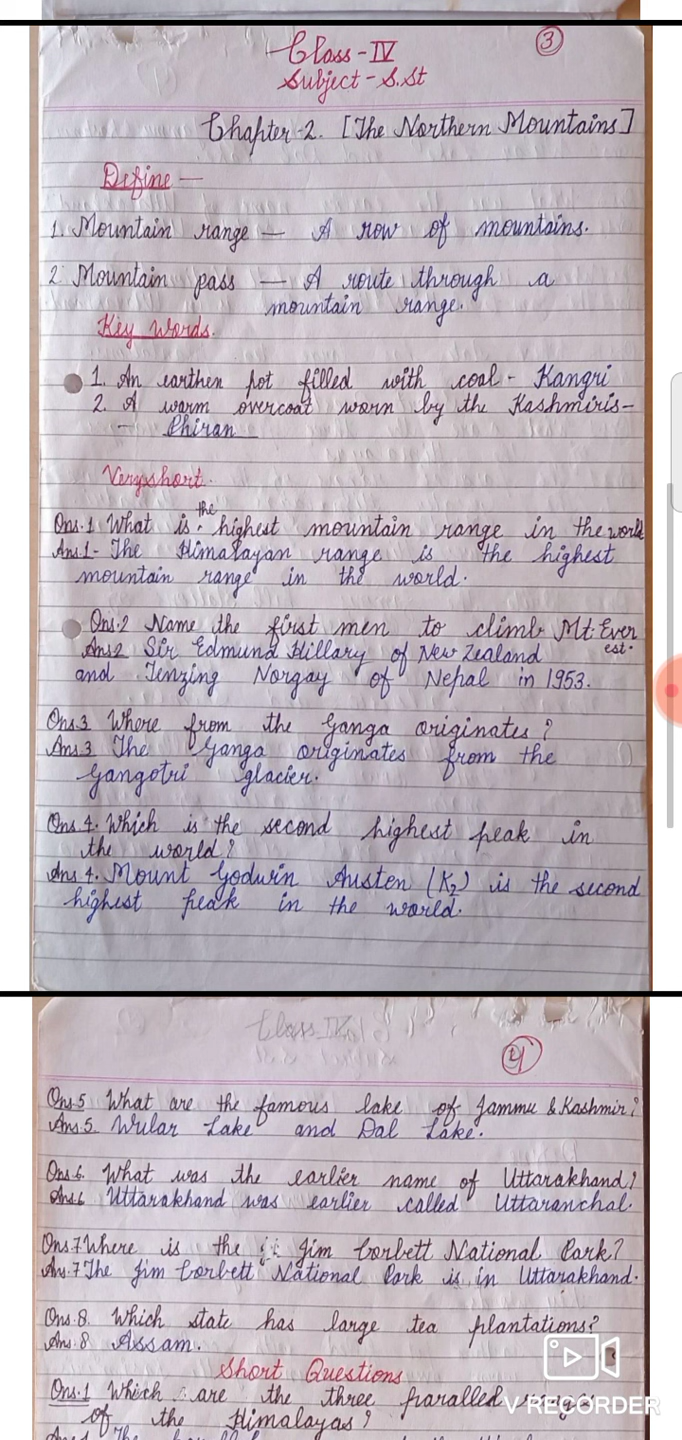 3
Class-IV
Subject-S.St
Chapter-2. [The Northern Mountains]
Define —
1. Mountain range — A row of mountains.
2 Mountain pass — A route through a
mountain range.
Key words.
1. An earthen pot filled with coal - Kangri
2. A warm overcoat worn by the Kashmiris-
- Phiran
Veryshort.
Qns.1 What is the highest mountain range in the world
Ans.1- The Himalayan range is the highest
mountain range in the world.
Qns.2 Name the first men to climb Mt Ever
est.
Ans2 Sir Edmund Hillary of New Zealand
and Tenzing Norgay of Nepal in 1953.
Qns.3 Where from the Ganga originates?
Ans.3 The Ganga originates from the
Gangotri glacier.
Qns.4. Which is the second highest peak in
the world?
Ans.4. Mount Godwin Austen (K2) is the second
highest peak in the world.
Class IV
4
Qns.5 What are the famous lake of Jammu & Kashmir?
Ans.5. Wular Lake and Dal Lake.
Qns.6. What was the earlier name of Uttarakhand?
Ans.6 Uttarakhand was earlier called Uttaranchal.
Qns.7 Where is the Jim Corbett National Park?
Ans.7 The Jim Corbett National Park is in Uttarakhand.
Qns.8. Which state has large tea plantations?
Ans.8 Assam.
Short Questions
Qns.1 Which are the three paralled ranges
of the Himalayas?
V RECORDER